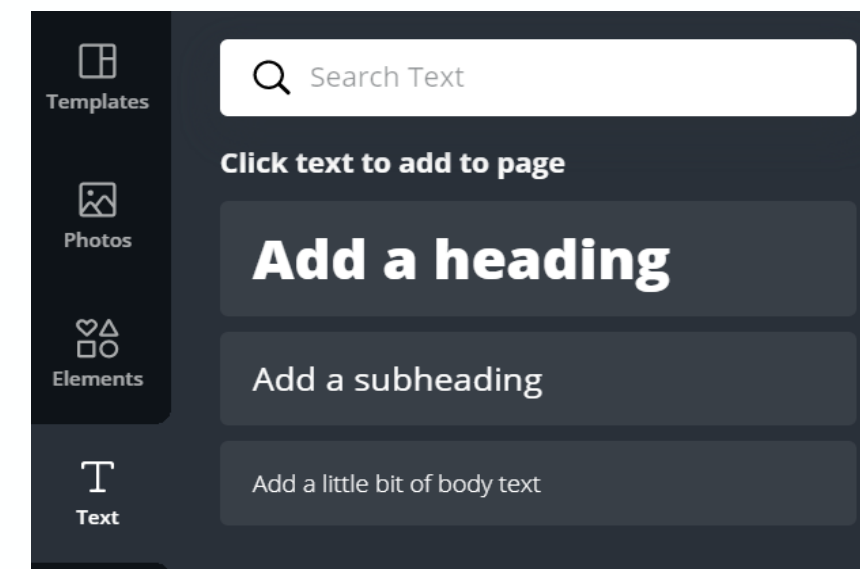 Templates
Photos
Elements
Text
Search Text
Click text to add to page
Add a heading
Add a subheading
Add a little bit of body text